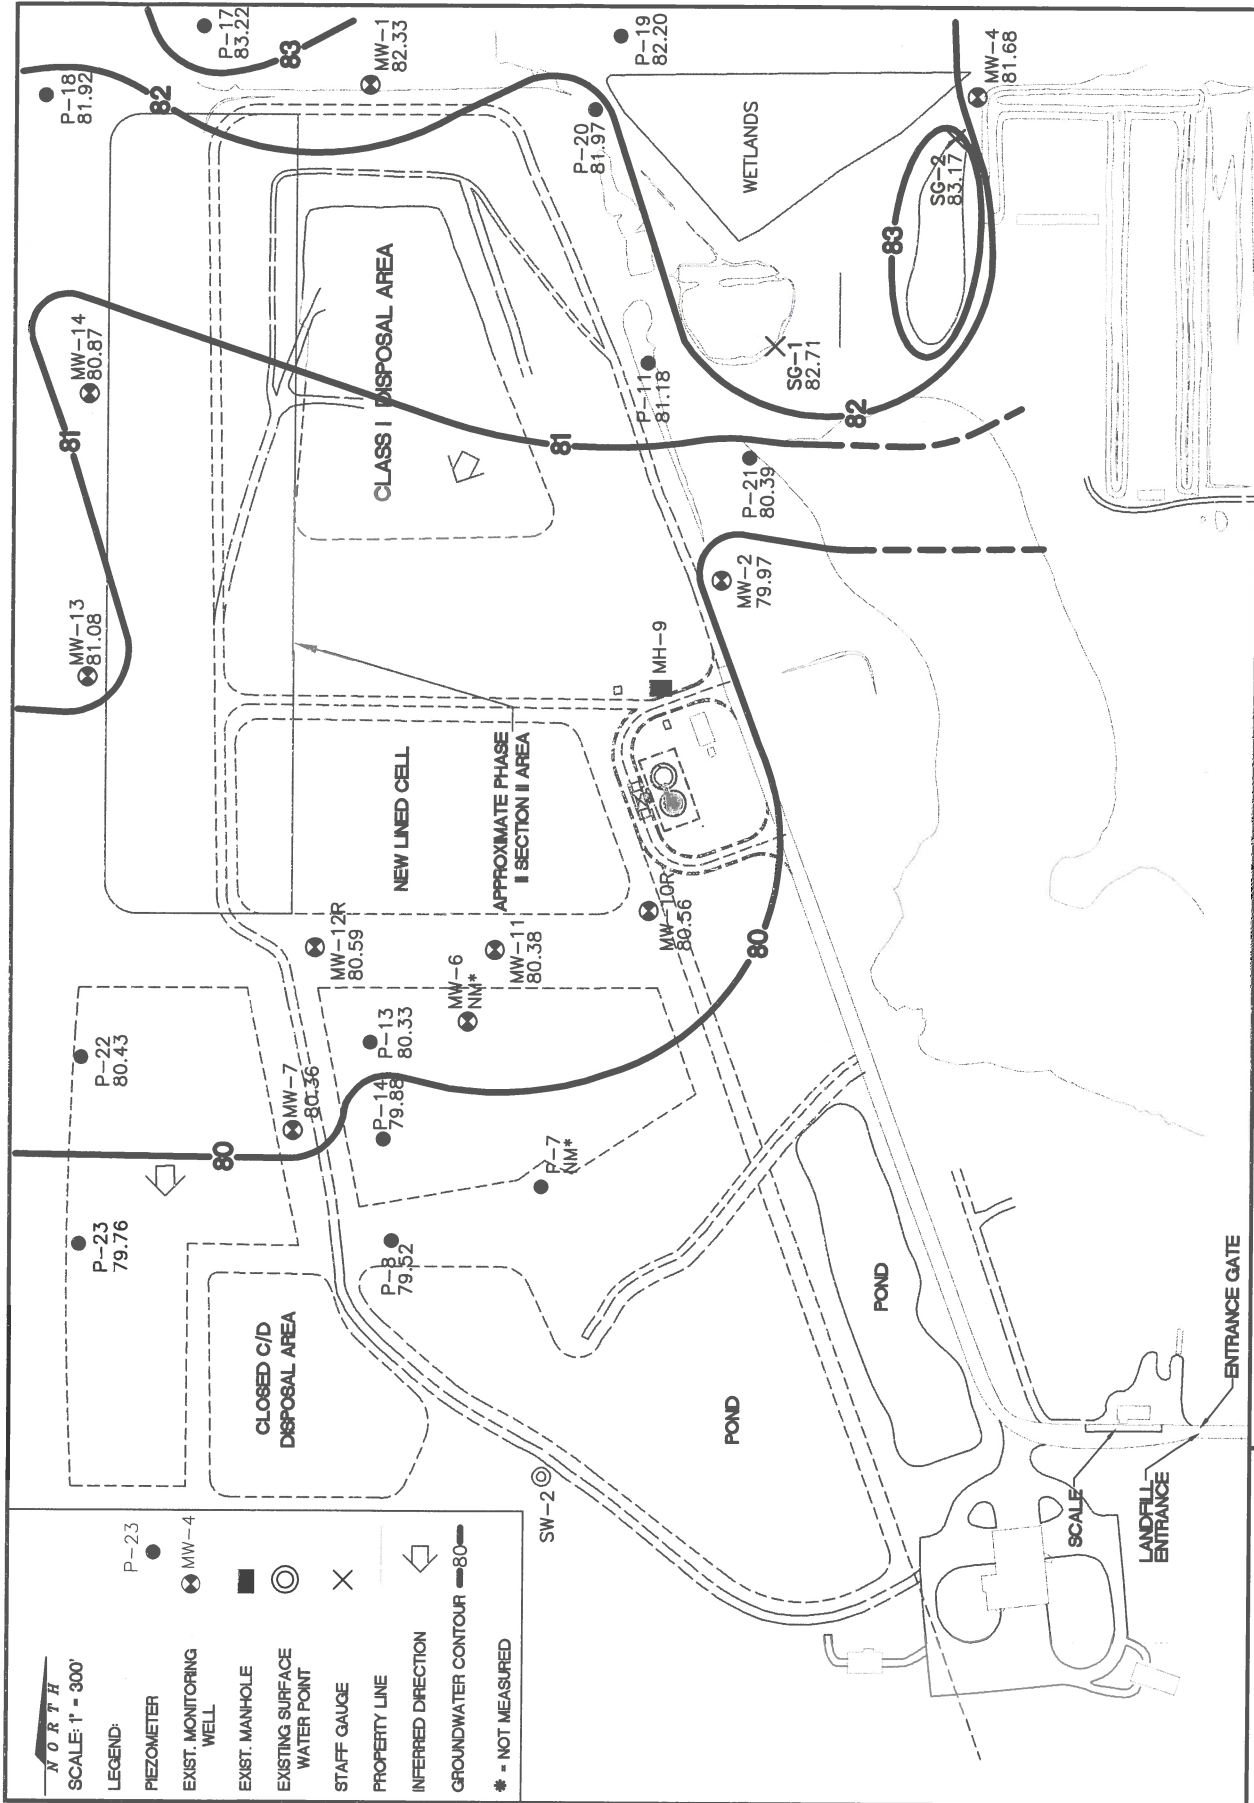 NORTH
SCALE: 1" = 300'
LEGEND:
PIEZOMETER
P-23
EXIST. MONITORING
WELL
MW-4
EXIST. MANHOLE
EXISTING SURFACE
WATER POINT
STAFF GAUGE
PROPERTY LINE
INFERRED DIRECTION
GROUNDWATER CONTOUR
80
* = NOT MEASURED
P-23
79.76
P-22
80.43
MW-13
81.08
81
MW-14
80.87
P-18
81.92
82
P-17
83.22
83
MW-1
82.33
80
MW-7
80.36
MW-12R
80.59
CLOSED C/D
DISPOSAL AREA
P-8
79.52
P-14
79.88
P-13
80.33
MW-6
NM*
MW-11
80.38
NEW LINED CELL
APPROXIMATE PHASE
II SECTION II AREA
CLASS I DISPOSAL AREA
SW-2
P-7
NM*
81
P-20
81.97
P-19
82.20
MW-10R
80.56
MH-9
P-11
81.18
POND
80
MW-2
79.97
P-21
80.39
WETLANDS
SG-1
82.71
82
POND
83
SG-2
83.17
MW-4
81.68
SCALE
LANDFILL
ENTRANCE
ENTRANCE GATE